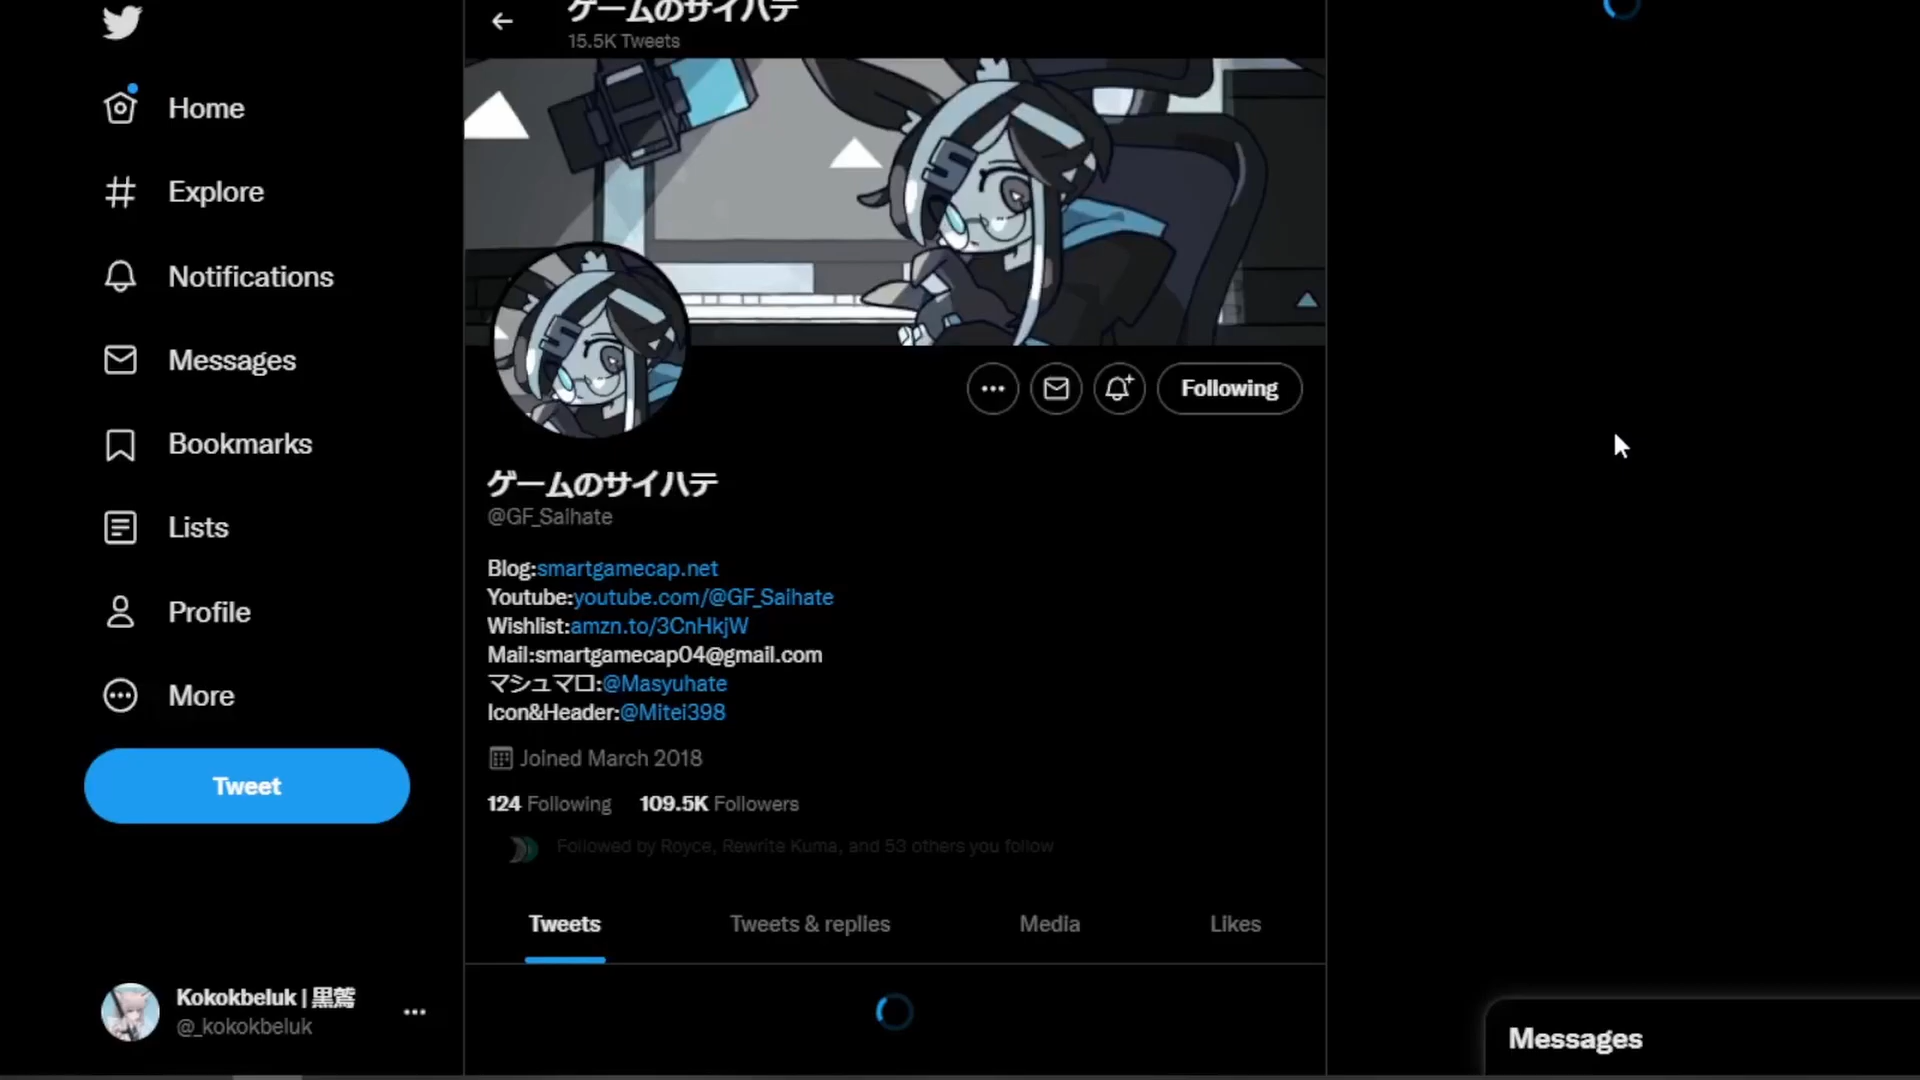 Home
Explore
Notifications
Messages
Bookmarks
Lists
Profile
More
Tweet
Kokokbeluk | 黒鷲
@_kokokbeluk
ゲームのサイハテ
15.5K Tweets
Following
ゲームのサイハテ
@GF_Saihate
Blog:smartgamecap.net
Youtube:youtube.com/@GF_Saihate
Wishlist:amzn.to/3CnHkjW
Mail:smartgamecap04@gmail.com
マシュマロ:@Masyuhate
Icon&Header:@Mitei398
Joined March 2018
124 Following 109.5K Followers
Followed by Royce, Rewrite Kuma, and 53 others you follow
Tweets Tweets & replies Media Likes
Messages